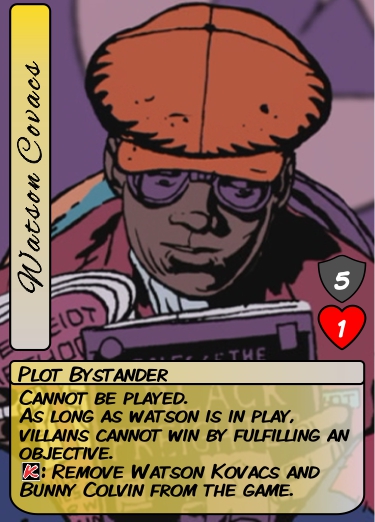 Watson Covacs
5
1
PLOT BYSTANDER
CANNOT BE PLAYED.
AS LONG AS WATSON IS IN PLAY,
VILLAINS CANNOT WIN BY FULFILLING AN
OBJECTIVE.
K: REMOVE WATSON KOVACS AND
BUNNY COLVIN FROM THE GAME.